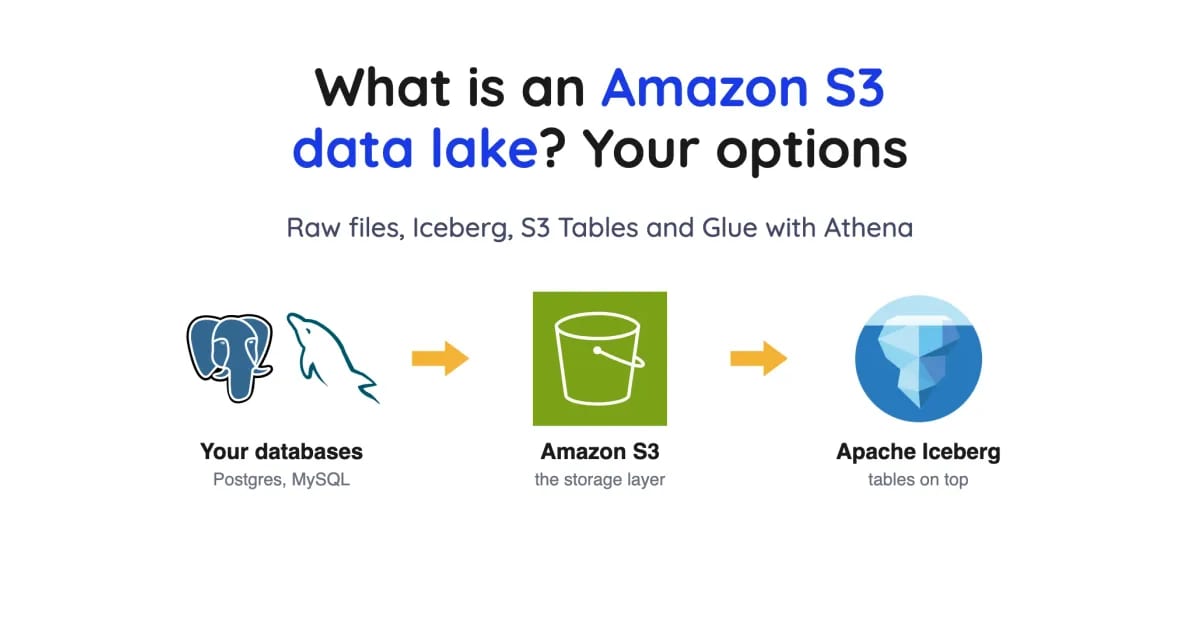 What is an Amazon S3
data lake? Your options
Raw files, Iceberg, S3 Tables and Glue with Athena
Your databases
Postgres, MySQL
Amazon S3
the storage layer
Apache Iceberg
tables on top